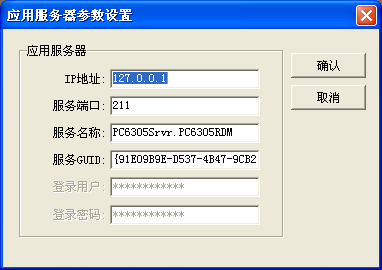 应用服务器参数设置
应用服务器
IP地址: 127.0.0.1
服务端口: 211
服务名称: PC6305Srvr.PC6305RDM
服务GUID: {91E09B9E-D537-4B47-9CB2
登录用户: ************
登录密码: ************
确认
取消